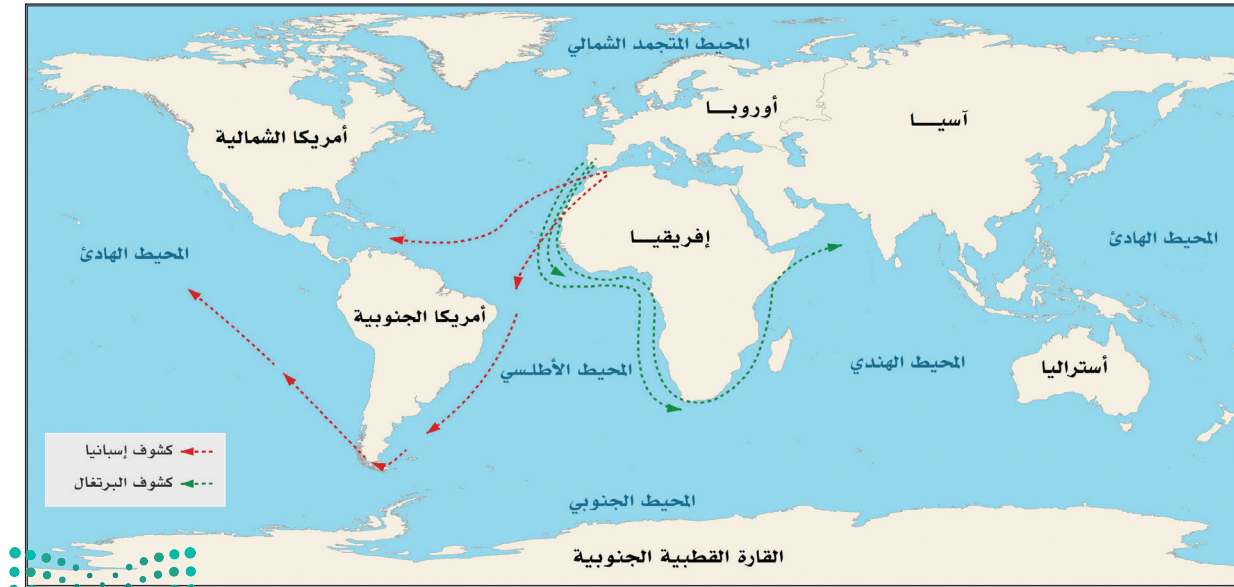 المحيط المتجمد الشمالي
أوروبـــا
آســـيـــا
أمريكا الشمالية
إفريقيـــا
المحيط الهادئ
المحيط الهادئ
أمريكا الجنوبية
المحيط الأطلسي
المحيط الهندي
أستراليا
كشوف إسبانيا
كشوف البرتغال
المحيط الجنوبي
القارة القطبية الجنوبية